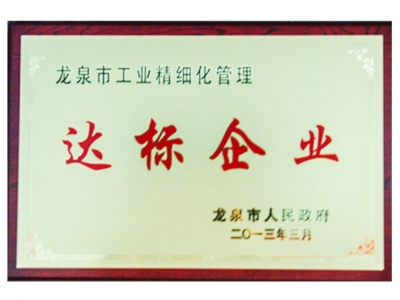 龙泉市工业精细化管理
达标企业
龙泉市人民政府
二〇一三年三月